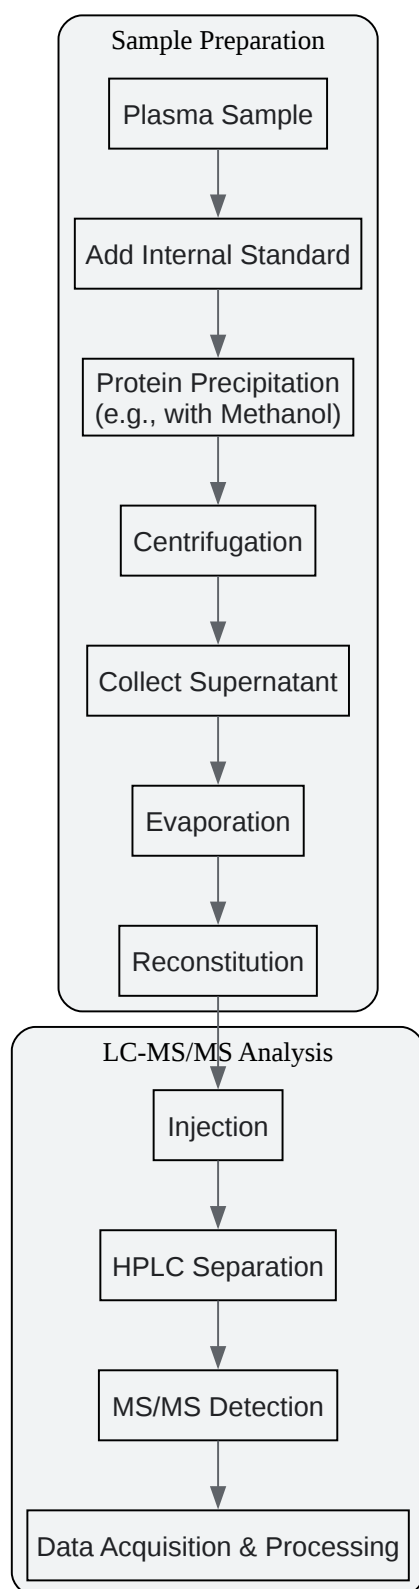 Sample Preparation
Plasma Sample
Add Internal Standard
Protein Precipitation
(e.g., with Methanol)
Centrifugation
Collect Supernatant
Evaporation
Reconstitution
LC-MS/MS Analysis
Injection
HPLC Separation
MS/MS Detection
Data Acquisition & Processing